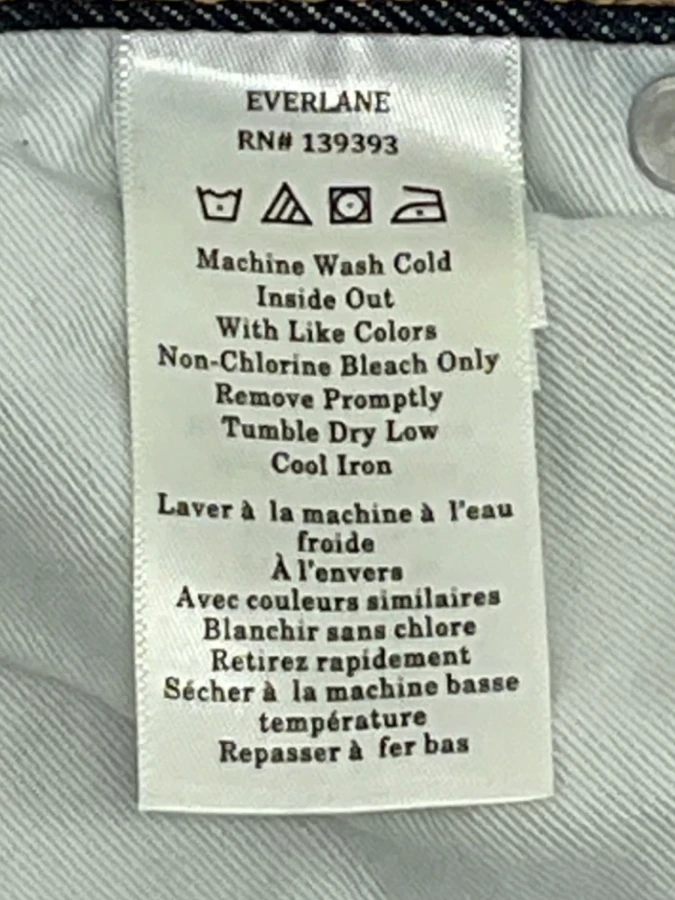 EVERLANE
RN# 139393
Machine Wash Cold
Inside Out
With Like Colors
Non-Chlorine Bleach Only
Remove Promptly
Tumble Dry Low
Cool Iron
Laver à la machine à l'eau
froide
À l'envers
Avec couleurs similaires
Blanchir sans chlore
Retirez rapidement
Sécher à la machine basse
température
Repasser à fer bas